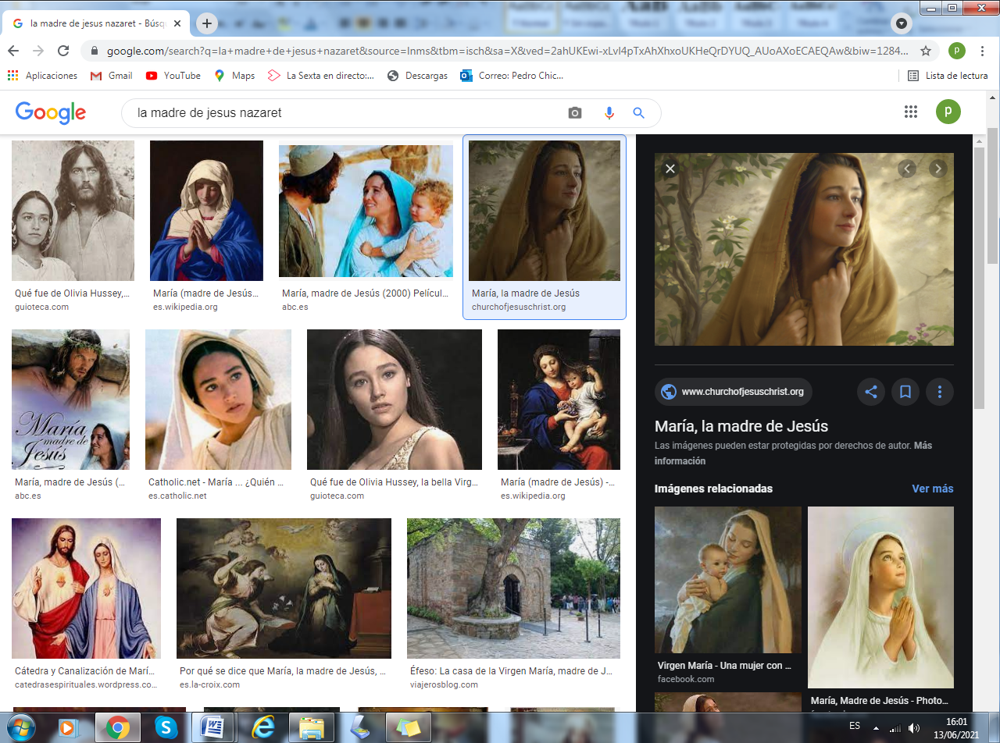 la madre de jesus nazaret - Búsq
google.com/search?q=la+madre+de+jesus+nazaret&source=lnms&tbm=isch&sa=X&ved=2ahUKEwi-xLvl4pTxAhXhxoUKHeQrDYUQ_AUoAXoECAEQAw&biw=1284...
p
Aplicaciones
Gmail
YouTube
Maps
La Sexta en directo:...
Descargas
Correo: Pedro Chic...
Lista de lectura
Google
la madre de jesus nazaret
p
Qué fue de Olivia Hussey,...
guioteca.com
María (madre de Jesús...
es.wikipedia.org
María, madre de Jesús (2000) Películ...
abc.es
María, la madre de Jesús
churchofjesuschrist.org
María
madre de
Jesús
María, madre de Jesús (...
abc.es
Catholic.net - María ... ¿Quién ...
es.catholic.net
Qué fue de Olivia Hussey, la bella Virg...
guioteca.com
María (madre de Jesús) -...
es.wikipedia.org
Cátedra y Canalización de Marí...
catedrasespirituales.wordpress.co...
Por qué se dice que María, la madre de Jesús, ...
es.la-croix.com
Éfeso: La casa de la Virgen María, madre de J...
viajerosblog.com
www.churchofjesuschrist.org
María, la madre de Jesús
Las imágenes pueden estar protegidas por derechos de autor. Más
información
Imágenes relacionadas
Ver más
Virgen María - Una mujer con ...
facebook.com
María, Madre de Jesús - Photo...
ES
16:01
13/06/2021